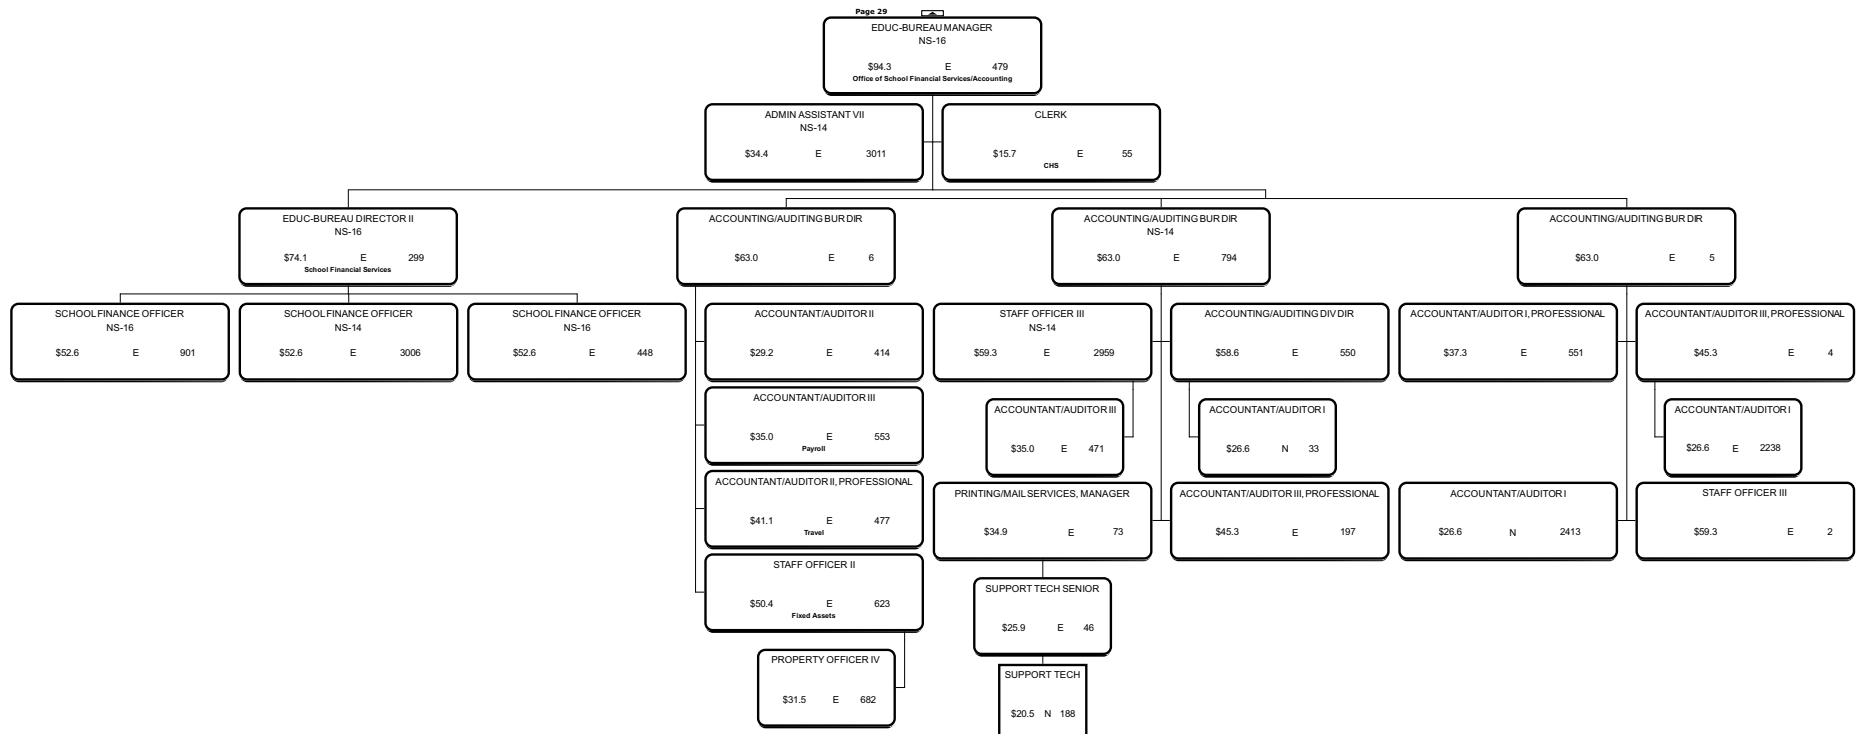 Page 29
EDUC-BUREAU MANAGER
NS-16
$94.3 E 479
Office of School Financial Services/Accounting
ADMIN ASSISTANT VII
NS-14
$34.4 E 3011
CLERK
$15.7 E 55
CHS
EDUC-BUREAU DIRECTOR II
NS-16
$74.1 E 299
School Financial Services
ACCOUNTING/AUDITING BUR DIR
$63.0 E 6
ACCOUNTING/AUDITING BUR DIR
NS-14
$63.0 E 794
ACCOUNTING/AUDITING BUR DIR
$63.0 E 5
SCHOOL FINANCE OFFICER
NS-16
$52.6 E 901
SCHOOL FINANCE OFFICER
NS-14
$52.6 E 3006
SCHOOL FINANCE OFFICER
NS-16
$52.6 E 448
ACCOUNTANT/AUDITOR II
$29.2 E 414
STAFF OFFICER III
NS-14
$59.3 E 2959
ACCOUNTING/AUDITING DIV DIR
$58.6 E 550
ACCOUNTANT/AUDITOR I, PROFESSIONAL
$37.3 E 551
ACCOUNTANT/AUDITOR III, PROFESSIONAL
$45.3 E 4
ACCOUNTANT/AUDITOR III
$35.0 E 553
Payroll
ACCOUNTANT/AUDITOR III
$35.0 E 471
ACCOUNTANT/AUDITOR I
$26.6 N 33
ACCOUNTANT/AUDITOR I
$26.6 E 2238
ACCOUNTANT/AUDITOR II, PROFESSIONAL
$41.1 E 477
Travel
PRINTING/MAIL SERVICES, MANAGER
$34.9 E 73
ACCOUNTANT/AUDITOR III, PROFESSIONAL
$45.3 E 197
ACCOUNTANT/AUDITOR I
$26.6 N 2413
STAFF OFFICER III
$59.3 E 2
STAFF OFFICER II
$50.4 E 623
Fixed Assets
SUPPORT TECH SENIOR
$25.9 E 46
PROPERTY OFFICER IV
$31.5 E 682
SUPPORT TECH
$20.5 N 188